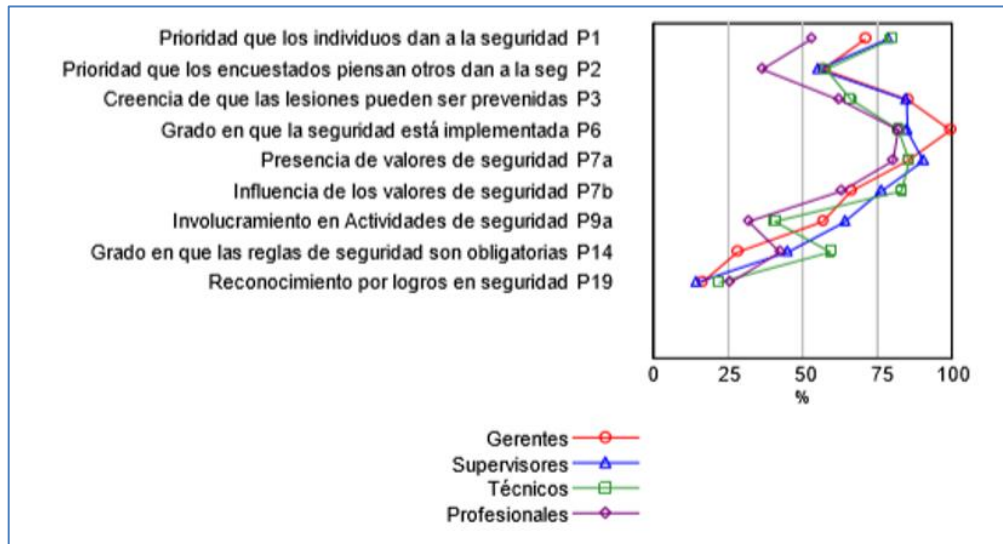 Prioridad que los individuos dan a la seguridad P1
Prioridad que los encuestados piensan otros dan a la seg P2
Creencia de que las lesiones pueden ser prevenidas P3
Grado en que la seguridad está implementada P6
Presencia de valores de seguridad P7a
Influencia de los valores de seguridad P7b
Involucramiento en Actividades de seguridad P9a
Grado en que las reglas de seguridad son obligatorias P14
Reconocimiento por logros en seguridad P19
0 25 50 75 100
%
Gerentes
Supervisores
Técnicos
Profesionales